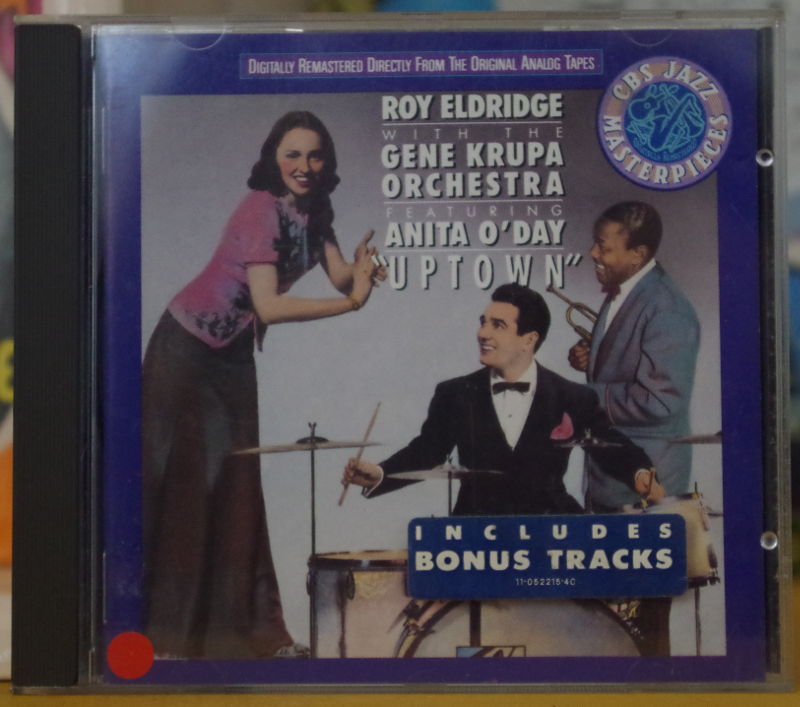 DIGITALLY REMASTERED DIRECTLY FROM THE ORIGINAL ANALOG TAPES
CBS JAZZ
MASTERPIECES
ROY ELDRIDGE
WITH THE
GENE KRUPA
ORCHESTRA
FEATURING
ANITA O'DAY
"UPTOWN"
INCLUDES
BONUS TRACKS
11-052215-40